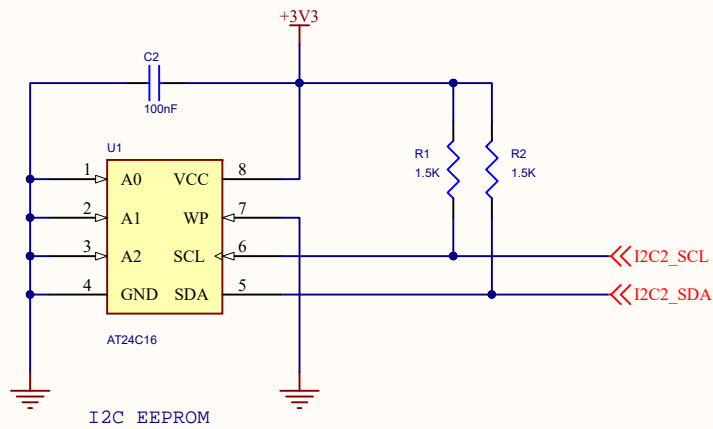 +3V3
C2
100nF
U1
R1
1.5K
R2
1.5K
1 A0 VCC 8
2 A1 WP 7
3 A2 SCL 6
4 GND SDA 5
I2C2_SCL
I2C2_SDA
AT24C16
I2C EEPROM